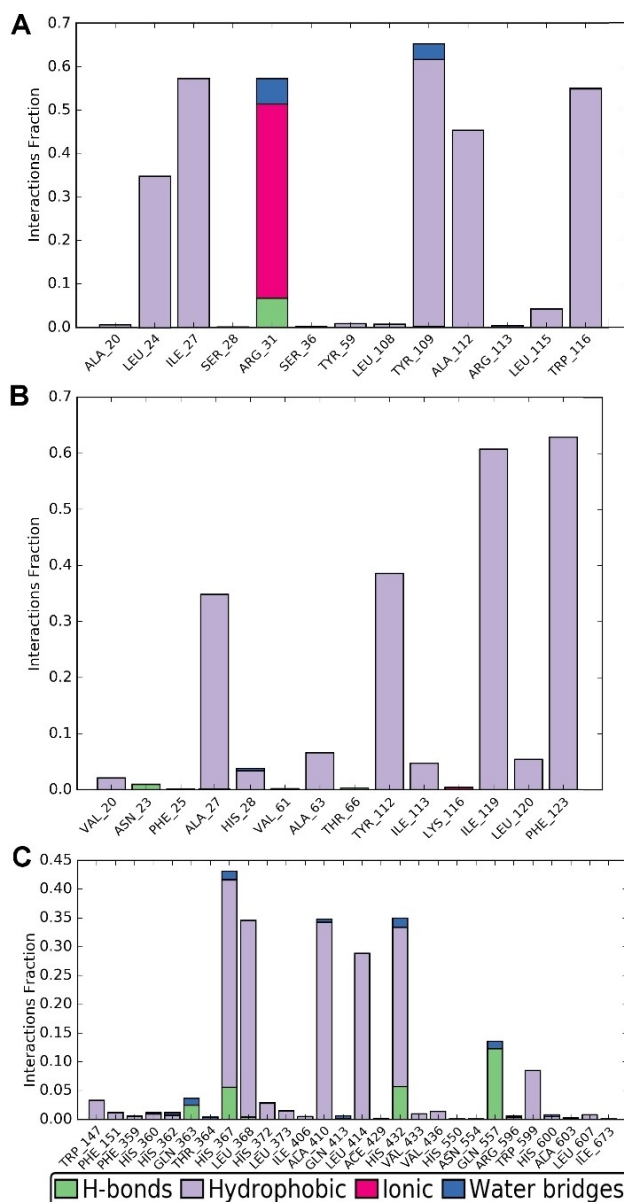 A
Interactions Fraction
0.7
0.6
0.5
0.4
0.3
0.2
0.1
0.0
ALA_20 LEU_24 ILE_27 SER_28 ARG_31 SER_36 TYR_59 LEU_108 TYR_109 ALA_112 ARG_113 LEU_115 TRP_116
B
Interactions Fraction
0.7
0.6
0.5
0.4
0.3
0.2
0.1
0.0
VAL_20 ASN_23 PHE_25 ALA_27 HIS_28 VAL_61 ALA_63 THR_66 TYR_112 ILE_113 LYS_116 ILE_119 LEU_120 PHE_123
C
Interactions Fraction
0.45
0.40
0.35
0.30
0.25
0.20
0.15
0.10
0.05
0.00
TRP_147 PHE_151 PHE_359 HIS_360 HIS_362 GLN_363 THR_364 HIS_367 LEU_368 HIS_372 LEU_373 ILE_406 ALA_410 GLN_413 LEU_414 ACE_429 HIS_432 VAL_433 VAL_436 HIS_550 ASN_554 GLN_557 ARG_596 TRP_599 HIS_600 ALA_603 LEU_607 ILE_673
H-bonds Hydrophobic Ionic Water bridges